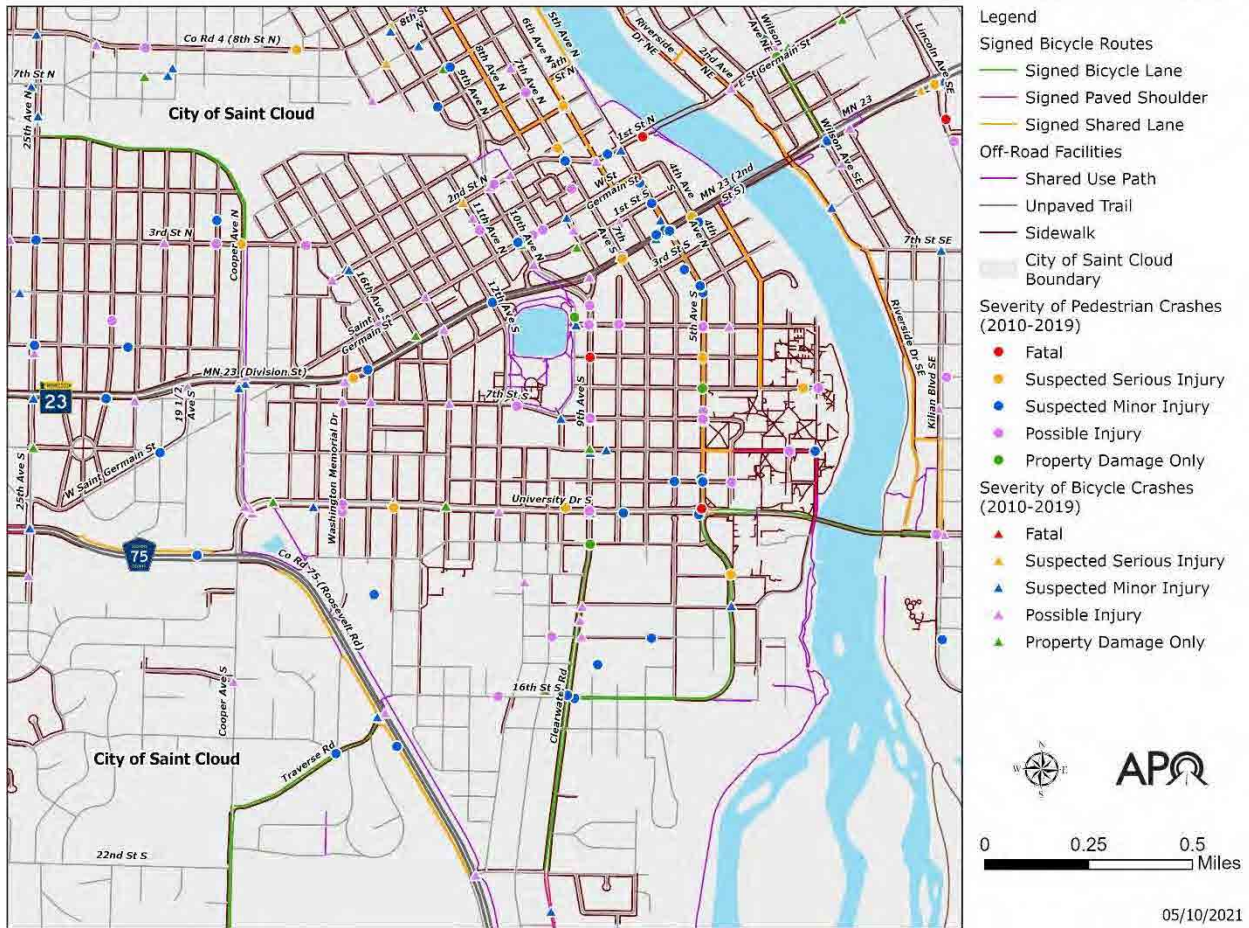 Co Rd 4 (8th St N)
8th St N
8th Ave N
6th Ave N
5th Ave N
7th Ave N
4th St N
9th Ave N
Riverside Dr NE
2nd Ave NE
Wilson Ave NE
E St Germain St
Lincoln Ave SE
MN 23
7th St N
25th Ave N
City of Saint Cloud
1st St N
Wilson Ave SE
2nd St N
W St Germain St
4th Ave S
MN 23 (2nd St S)
11th Ave N
10th Ave N
1st St S
7th Ave S
4th Ave N
3rd St N
Cooper Ave N
3rd St S
7th St SE
16th Ave S
12th Ave S
Saint Germain St
5th Ave S
Riverside Dr SE
MN 23 (Division St)
23
19 1/2 Ave S
7th St S
9th Ave S
Kilian Blvd SE
Washington Memorial Dr
W Saint Germain St
25th Ave S
University Dr S
75
Co Rd 75 (Roosevelt Rd)
16th St S
Cooper Ave S
Clearwater Rd
City of Saint Cloud
Traverse Rd
22nd St S
Legend
Signed Bicycle Routes
Signed Bicycle Lane
Signed Paved Shoulder
Signed Shared Lane
Off-Road Facilities
Shared Use Path
Unpaved Trail
Sidewalk
City of Saint Cloud
Boundary
Severity of Pedestrian Crashes
(2010-2019)
Fatal
Suspected Serious Injury
Suspected Minor Injury
Possible Injury
Property Damage Only
Severity of Bicycle Crashes
(2010-2019)
Fatal
Suspected Serious Injury
Suspected Minor Injury
Possible Injury
Property Damage Only
N
W E
S
APO
0 0.25 0.5
Miles
05/10/2021